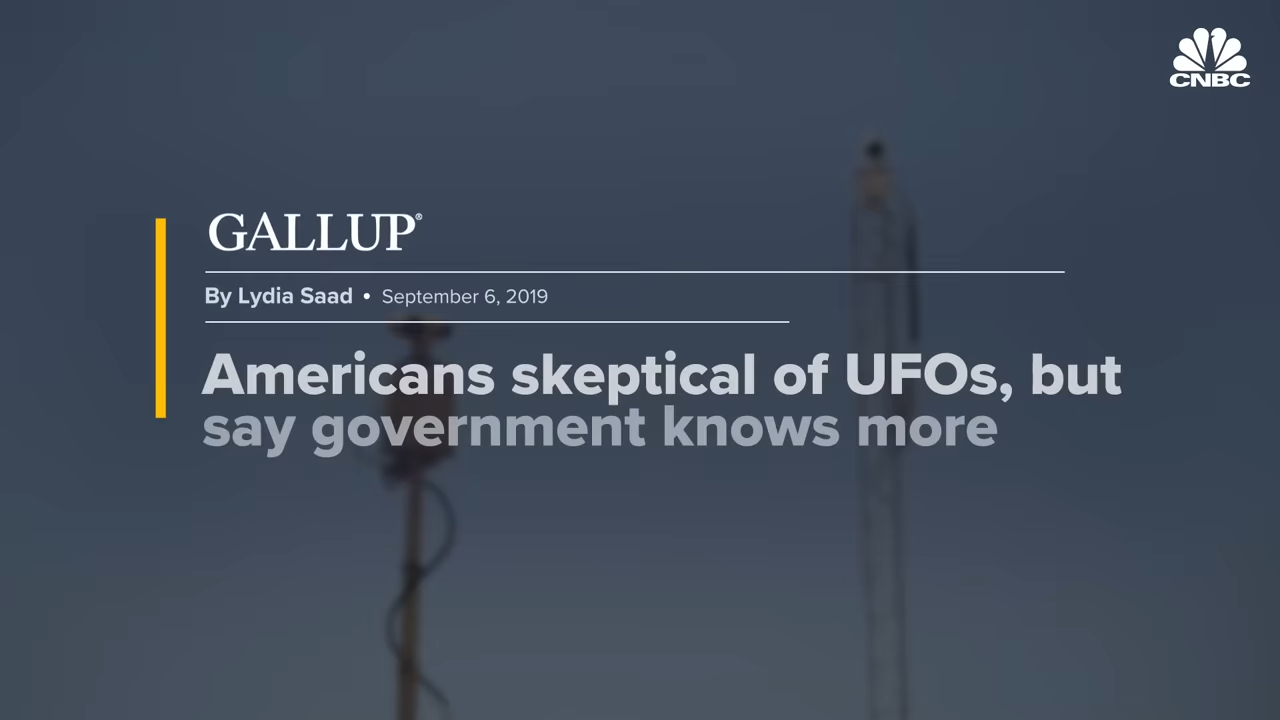 CNBC
GALLUP®
By Lydia Saad • September 6, 2019
Americans skeptical of UFOs, but
say government knows more